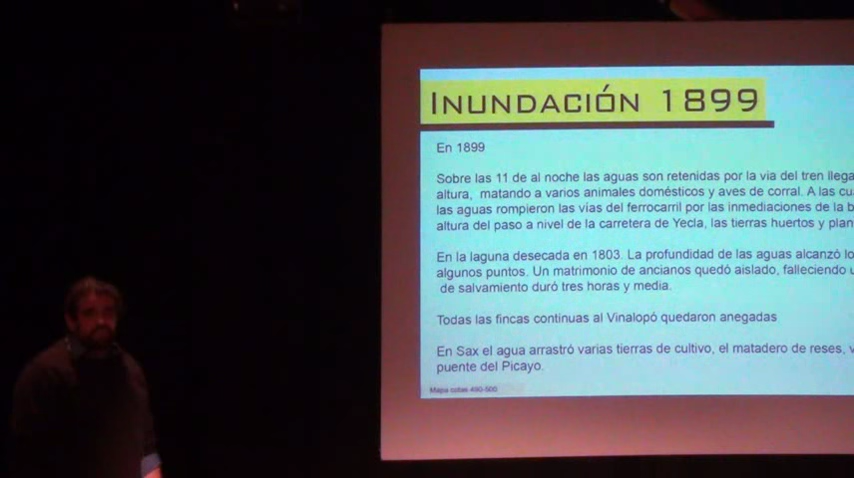 INUNDACIÓN 1899
En 1899
Sobre las 11 de al noche las aguas son retenidas por la via del tren llega
altura, matando a varios animales domésticos y aves de corral. A las cu
las aguas rompieron las vías del ferrocarril por las inmediaciones de la b
altura del paso a nivel de la carretera de Yecla, las tierras huertos y plan
En la laguna desecada en 1803. La profundidad de las aguas alcanzó lo
algunos puntos. Un matrimonio de ancianos quedó aislado, falleciendo u
de salvamiento duró tres horas y media.
Todas las fincas continuas al Vinalopó quedaron anegadas
En Sax el agua arrastró varias tierras de cultivo, el matadero de reses, v
puente del Picayo.
Mapa cotas 490-500